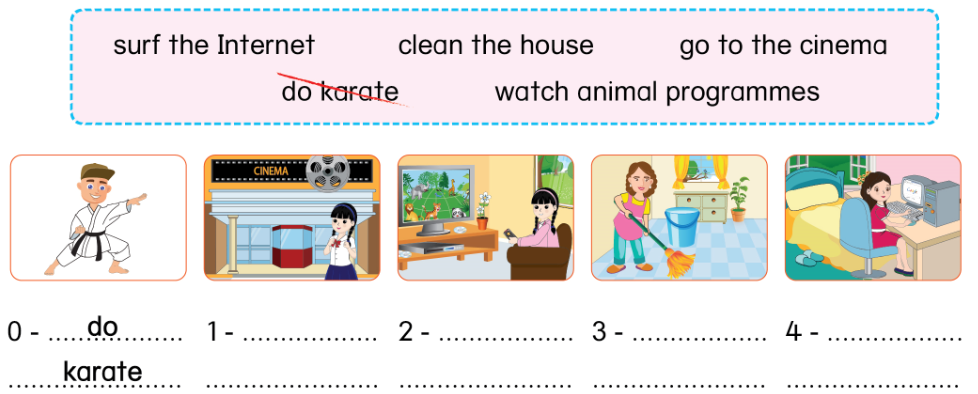 surf the Internet clean the house go to the cinema
do karate watch animal programmes
CINEMA
0 - ...... do ...... 1 - .................. 2 - .................. 3 - .................. 4 - ..................
...... karate ...... .................. .................. .................. ..................